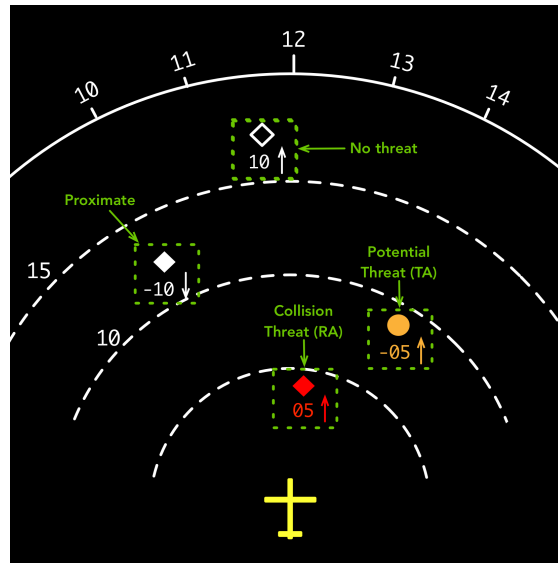 12
11
13
10
14
10
No threat
Proximate
15
-10
Potential
Threat (TA)
Collision
Threat (RA)
10
-05
05